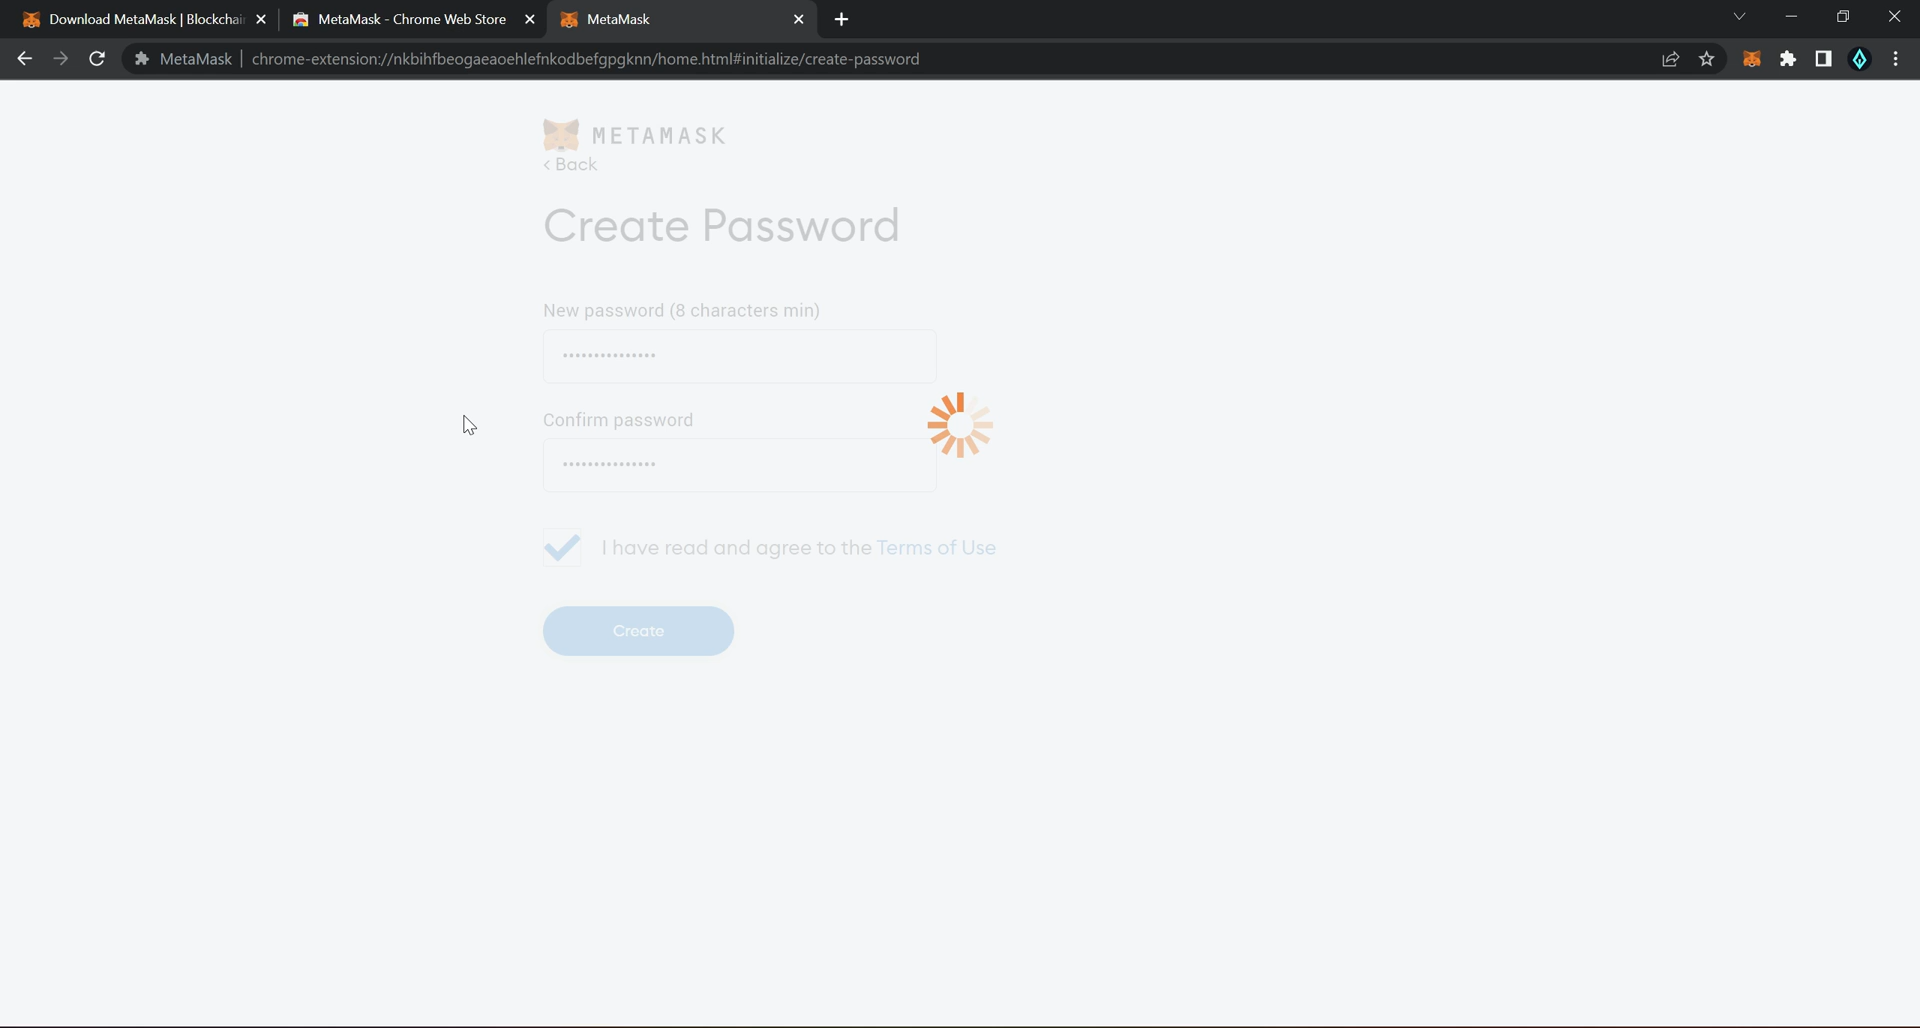 Download MetaMask | Blockchai
MetaMask - Chrome Web Store
MetaMask
MetaMask
chrome-extension://nkbihfbeogaeaoehlefnkodbefgpgknn/home.html#initialize/create-password
METAMASK
< Back
Create Password
New password (8 characters min)
Confirm password
I have read and agree to the Terms of Use
Create